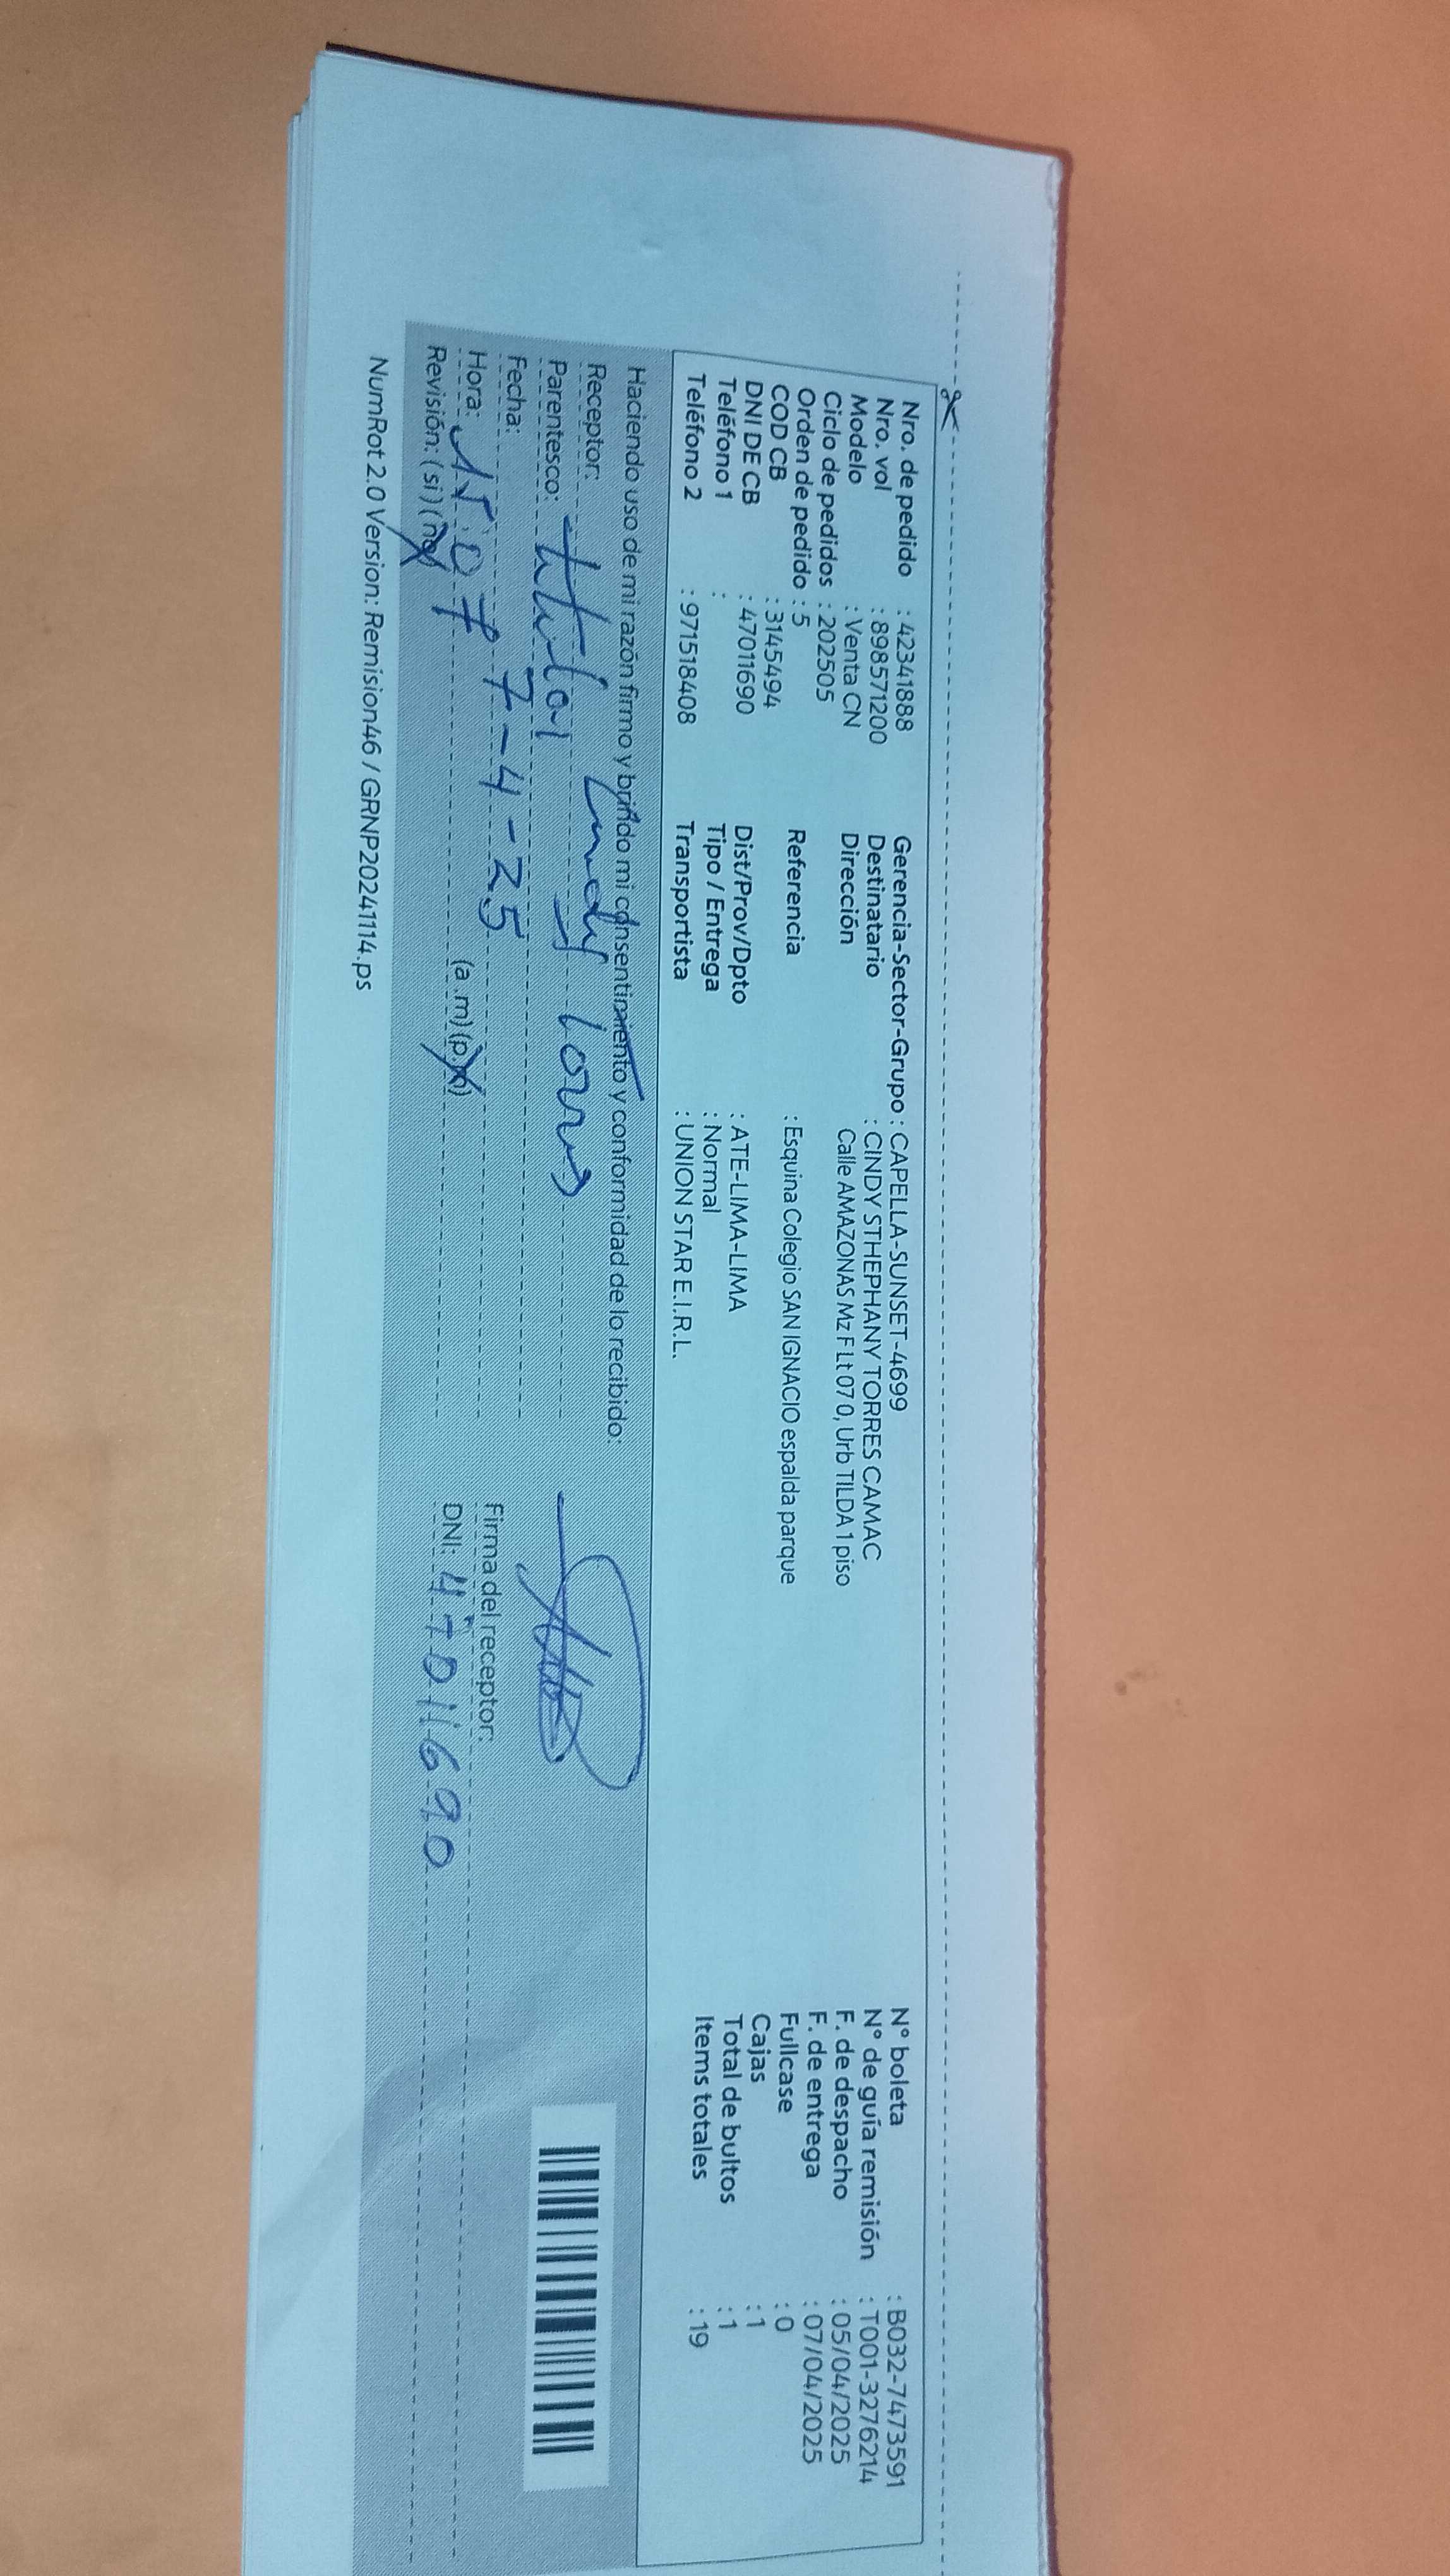 Nro. de pedido : 42341888 Gerencia-Sector-Grupo : CAPELLA-SUNSET-4699 N° boleta : B032-7473591
Nro. vol : 898571200 Destinatario : CINDY STHEPHANY TORRES CAMAC N° de guía remisión : T001-3276214
Modelo : Venta CN Dirección Calle AMAZONAS Mz F Lt 07 0, Urb TILDA 1 piso F. de despacho : 05/04/2025
Ciclo de pedidos : 202505 F. de entrega : 07/04/2025
Orden de pedido : 5 Referencia : Esquina Colegio SAN IGNACIO espalda parque Fullcase : 0
COD CB : 3145494 Cajas : 1
DNI DE CB : 47011690 Dist/Prov/Dpto : ATE-LIMA-LIMA Total de bultos : 1
Teléfono 1 : Tipo / Entrega : Normal Items totales : 19
Teléfono 2 : 971518408 Transportista : UNION STAR E.I.R.L.
Haciendo uso de mi razón firmo y brindo mi consentimiento y conformidad de lo recibido:
Receptor:
Parentesco: titular
Fecha: 7-4-25
Hora: 15:07 (a.m) (p.m) Firma del receptor:
Revisión: (si) (no) DNI: 47011690
NumRot 2.0 Version: Remision46 / GRNP20241114.ps